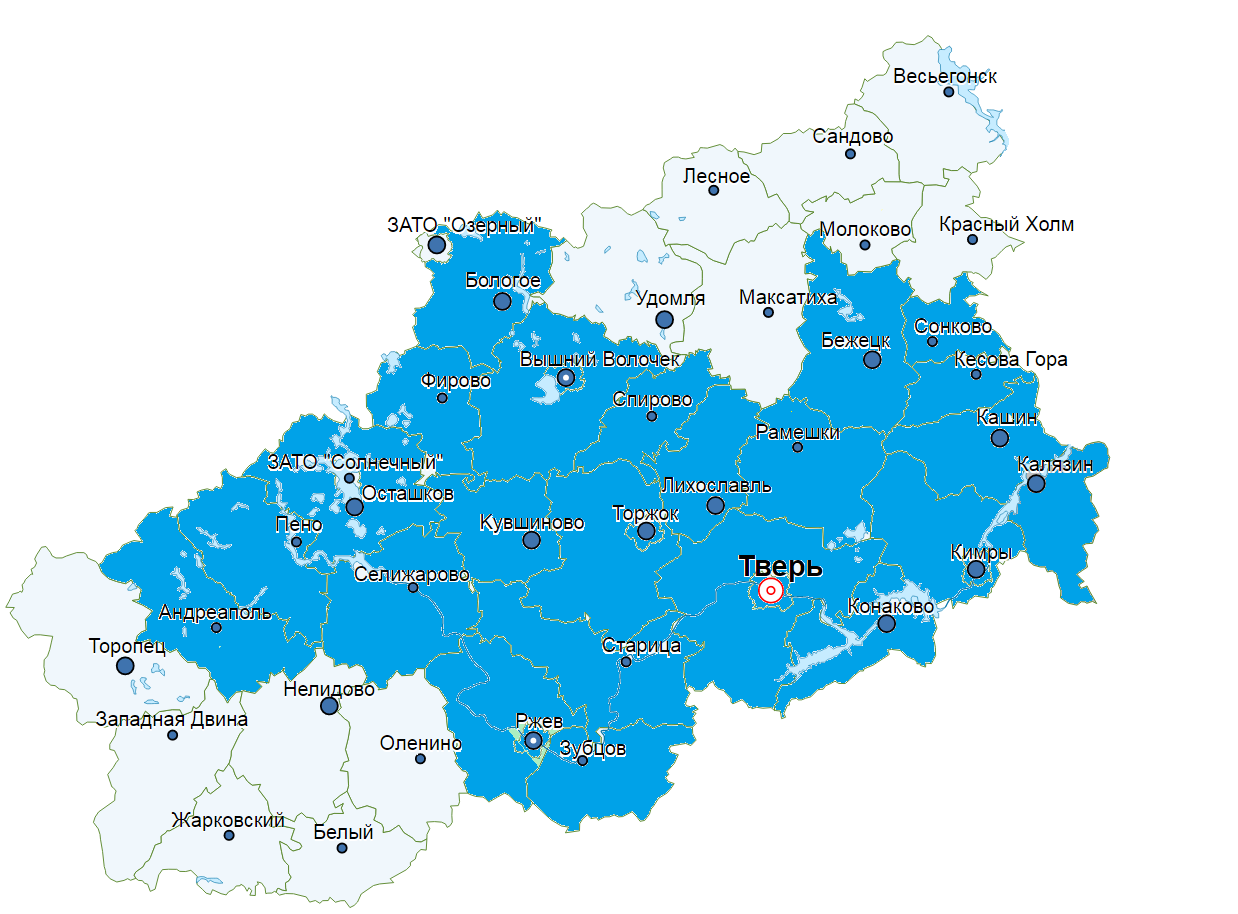 Весьегонск
Сандово
Лесное
ЗАТО "Озерный"
Молоково
Красный Холм
Бологое
Удомля
Максатиха
Сонково
Бежецк
Вышний Волочек
Кесова Гора
Фирово
Спирово
Кашин
Рамешки
ЗАТО "Солнечный"
Калязин
Осташков
Лихославль
Торжок
Пено
Кувшиново
Кимры
Тверь
Селижарово
Андреаполь
Конаково
Торопец
Старица
Нелидово
Западная Двина
Ржев
Оленино
Зубцов
Жарковский
Белый